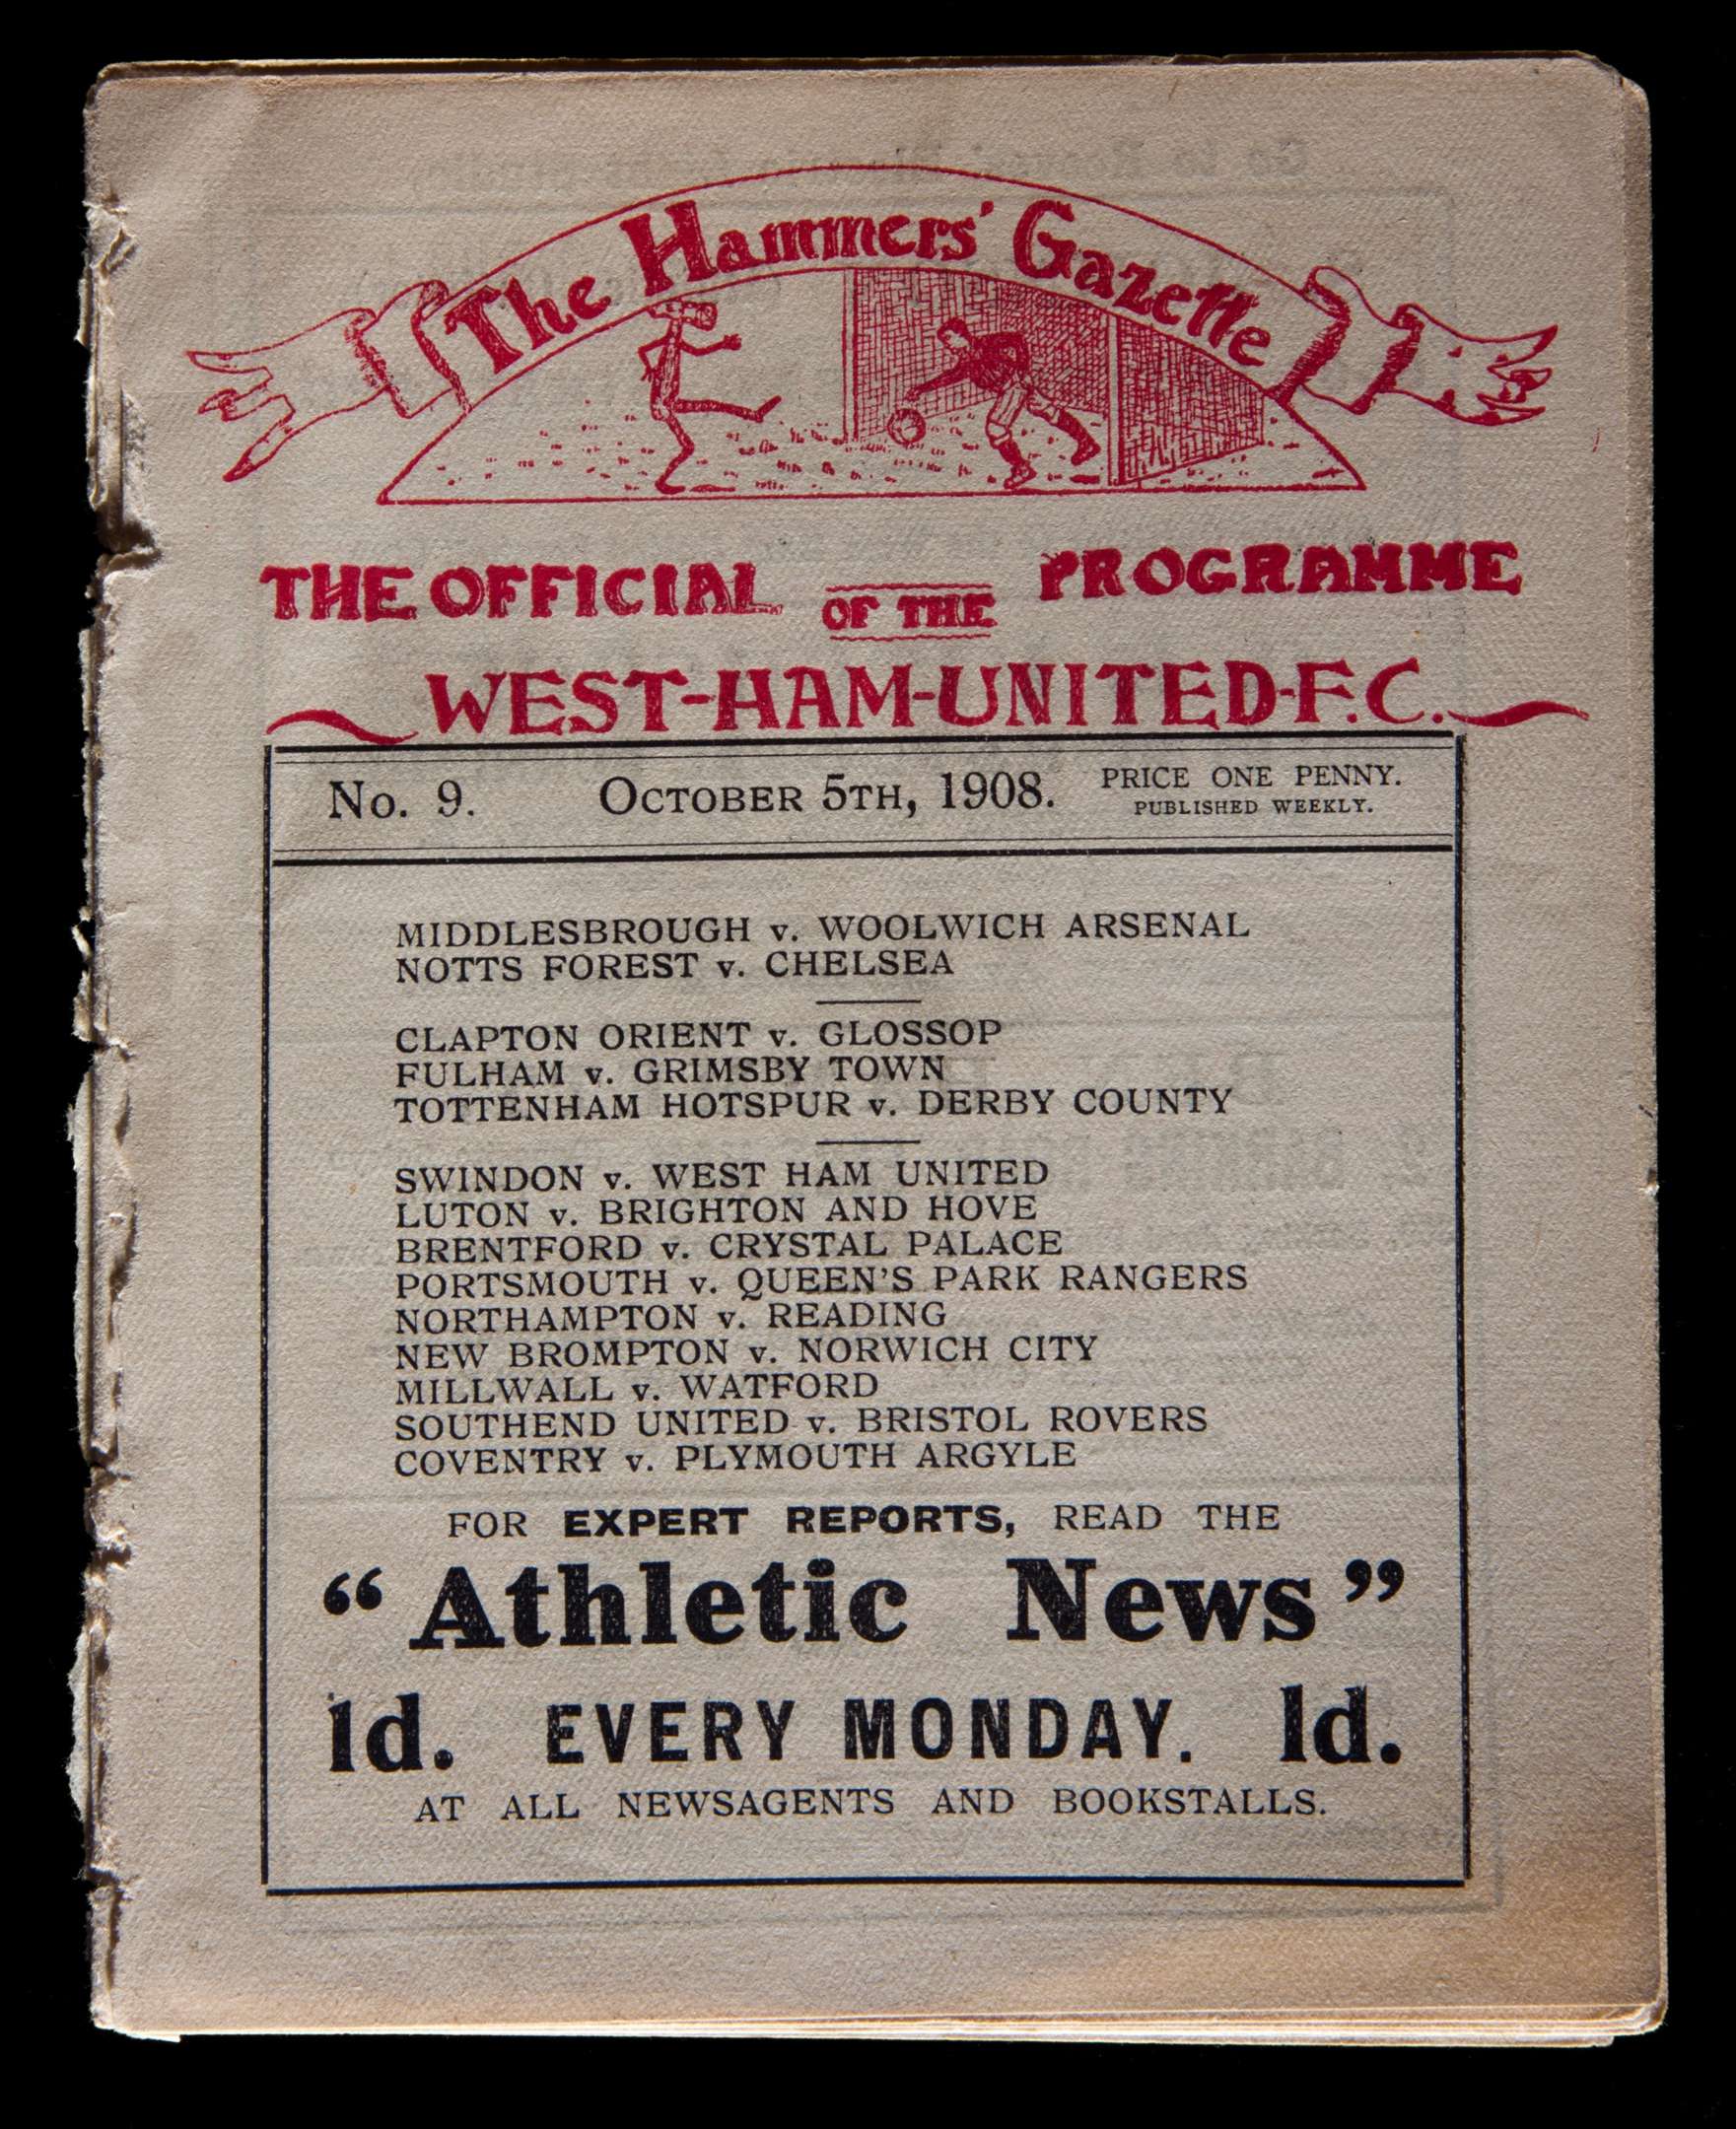 The Hammers' Gazette
THE OFFICIAL PROGRAMME
OF THE
WEST-HAM-UNITED-F.C.
No. 9. OCTOBER 5TH, 1908. PRICE ONE PENNY.
PUBLISHED WEEKLY.
MIDDLESBROUGH v. WOOLWICH ARSENAL
NOTTS FOREST v. CHELSEA
CLAPTON ORIENT v. GLOSSOP
FULHAM v. GRIMSBY TOWN
TOTTENHAM HOTSPUR v. DERBY COUNTY
SWINDON v. WEST HAM UNITED
LUTON v. BRIGHTON AND HOVE
BRENTFORD v. CRYSTAL PALACE
PORTSMOUTH v. QUEEN'S PARK RANGERS
NORTHAMPTON v. READING
NEW BROMPTON v. NORWICH CITY
MILLWALL v. WATFORD
SOUTHEND UNITED v. BRISTOL ROVERS
COVENTRY v. PLYMOUTH ARGYLE
FOR EXPERT REPORTS, READ THE
“Athletic News”
1d. EVERY MONDAY. 1d.
AT ALL NEWSAGENTS AND BOOKSTALLS.